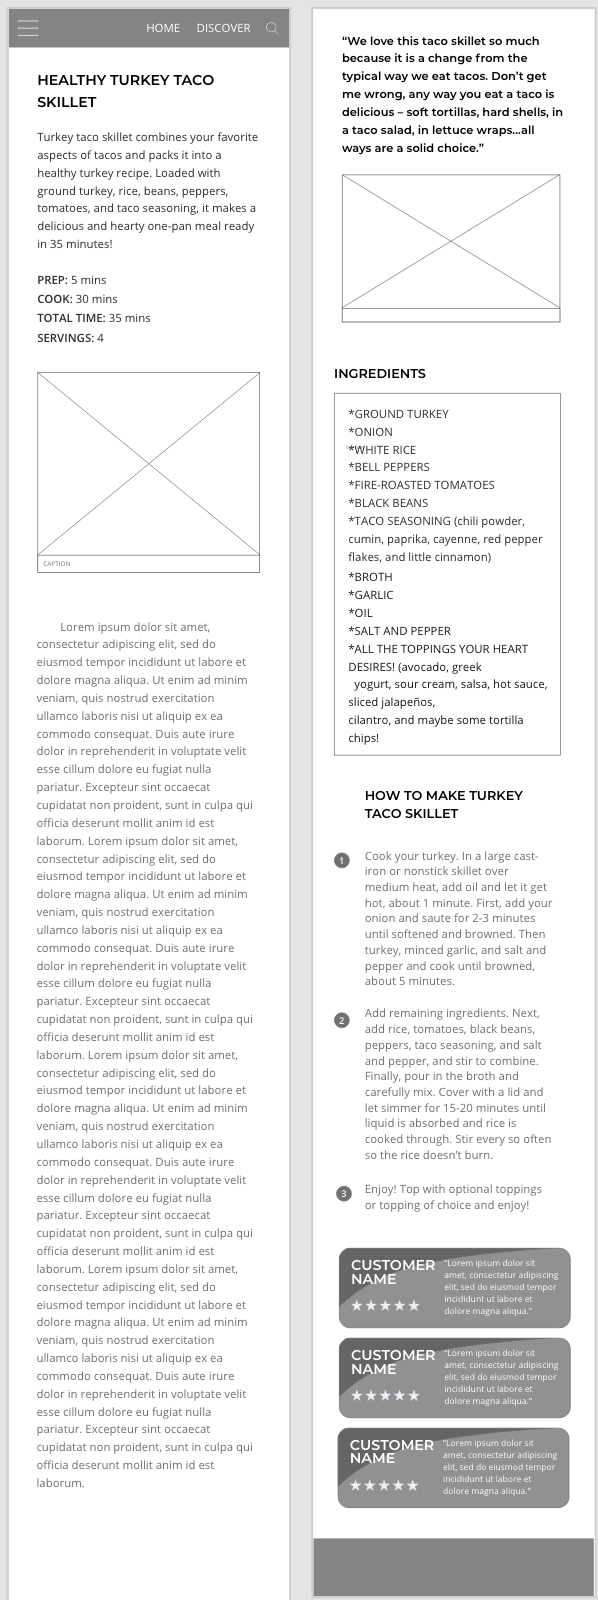 HOME DISCOVER
HEALTHY TURKEY TACO
SKILLET
Turkey taco skillet combines your favorite
aspects of tacos and packs it into a
healthy turkey recipe. Loaded with
ground turkey, rice, beans, peppers,
tomatoes, and taco seasoning, it makes a
delicious and hearty one-pan meal ready
in 35 minutes!
PREP: 5 mins
COOK: 30 mins
TOTAL TIME: 35 mins
SERVINGS: 4
CAPTION
Lorem ipsum dolor sit amet,
consectetur adipiscing elit, sed do
eiusmod tempor incididunt ut labore et
dolore magna aliqua. Ut enim ad minim
veniam, quis nostrud exercitation
ullamco laboris nisi ut aliquip ex ea
commodo consequat. Duis aute irure
dolor in reprehenderit in voluptate velit
esse cillum dolore eu fugiat nulla
pariatur. Excepteur sint occaecat
cupidatat non proident, sunt in culpa qui
officia deserunt mollit anim id est
laborum. Lorem ipsum dolor sit amet,
consectetur adipiscing elit, sed do
eiusmod tempor incididunt ut labore et
dolore magna aliqua. Ut enim ad minim
veniam, quis nostrud exercitation
ullamco laboris nisi ut aliquip ex ea
commodo consequat. Duis aute irure
dolor in reprehenderit in voluptate velit
esse cillum dolore eu fugiat nulla
pariatur. Excepteur sint occaecat
cupidatat non proident, sunt in culpa qui
officia deserunt mollit anim id est
laborum. Lorem ipsum dolor sit amet,
consectetur adipiscing elit, sed do
eiusmod tempor incididunt ut labore et
dolore magna aliqua. Ut enim ad minim
veniam, quis nostrud exercitation
ullamco laboris nisi ut aliquip ex ea
commodo consequat. Duis aute irure
dolor in reprehenderit in voluptate velit
esse cillum dolore eu fugiat nulla
pariatur. Excepteur sint occaecat
cupidatat non proident, sunt in culpa qui
officia deserunt mollit anim id est
laborum. Lorem ipsum dolor sit amet,
consectetur adipiscing elit, sed do
eiusmod tempor incididunt ut labore et
dolore magna aliqua. Ut enim ad minim
veniam, quis nostrud exercitation
ullamco laboris nisi ut aliquip ex ea
commodo consequat. Duis aute irure
dolor in reprehenderit in voluptate velit
esse cillum dolore eu fugiat nulla
pariatur. Excepteur sint occaecat
cupidatat non proident, sunt in culpa qui
officia deserunt mollit anim id est
laborum.
“We love this taco skillet so much
because it is a change from the
typical way we eat tacos. Don’t get
me wrong, any way you eat a taco is
delicious – soft tortillas, hard shells, in
a taco salad, in lettuce wraps...all
ways are a solid choice.”
INGREDIENTS
*GROUND TURKEY
*ONION
*WHITE RICE
*BELL PEPPERS
*FIRE-ROASTED TOMATOES
*BLACK BEANS
*TACO SEASONING (chili powder,
cumin, paprika, cayenne, red pepper
flakes, and little cinnamon)
*BROTH
*GARLIC
*OIL
*SALT AND PEPPER
*ALL THE TOPPINGS YOUR HEART
DESIRES! (avocado, greek
yogurt, sour cream, salsa, hot sauce,
sliced jalapeños,
cilantro, and maybe some tortilla
chips!
HOW TO MAKE TURKEY
TACO SKILLET
1 Cook your turkey. In a large cast-
iron or nonstick skillet over
medium heat, add oil and let it get
hot, about 1 minute. First, add your
onion and saute for 2-3 minutes
until softened and browned. Then
turkey, minced garlic, and salt and
pepper and cook until browned,
about 5 minutes.
2 Add remaining ingredients. Next,
add rice, tomatoes, black beans,
peppers, taco seasoning, and salt
and pepper, and stir to combine.
Finally, pour in the broth and
carefully mix. Cover with a lid and
let simmer for 15-20 minutes until
liquid is absorbed and rice is
cooked through. Stir every so often
so the rice doesn’t burn.
3 Enjoy! Top with optional toppings
or topping of choice and enjoy!
CUSTOMER
NAME
“Lorem ipsum dolor sit
amet, consectetur adipiscing
elit, sed do eiusmod tempor
incididunt ut labore et
dolore magna aliqua.”
CUSTOMER
NAME
“Lorem ipsum dolor sit
amet, consectetur adipiscing
elit, sed do eiusmod tempor
incididunt ut labore et
dolore magna aliqua.”
CUSTOMER
NAME
“Lorem ipsum dolor sit
amet, consectetur adipiscing
elit, sed do eiusmod tempor
incididunt ut labore et
dolore magna aliqua.”